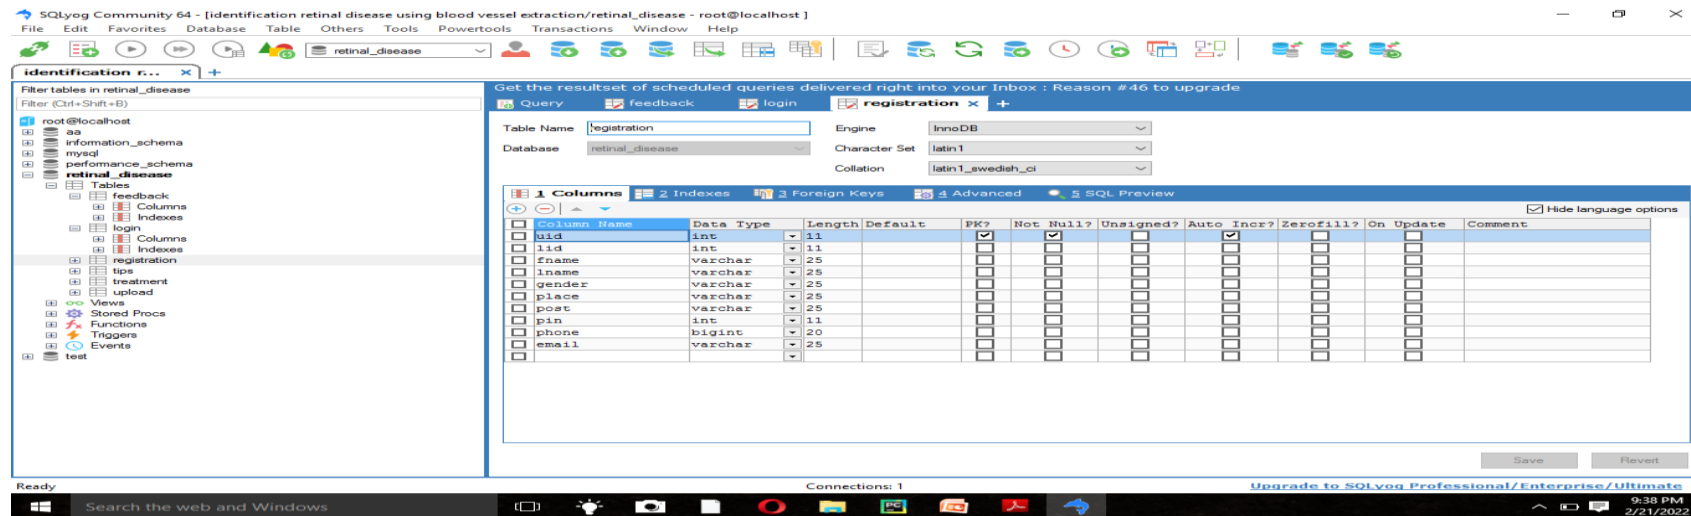 SQLyog Community 64 - [identification retinal disease using blood vessel extraction/retinal_disease - root@localhost ]
File Edit Favorites Database Table Others Tools Powertools Transactions Window Help
retinal_disease
identification r... × +
Filter tables in retinal_disease
Filter (Ctrl+Shift+B)
root@localhost
aa
information_schema
mysql
performance_schema
retinal_disease
Tables
feedback
Columns
Indexes
login
Columns
Indexes
registration
tips
treatment
upload
Views
Stored Procs
Functions
Triggers
Events
test
Get the resultset of scheduled queries delivered right into your Inbox : Reason #46 to upgrade
Query feedback login registration × +
Table Name registration Engine InnoDB
Database retinal_disease Character Set latin1
Collation latin1_swedish_ci
1 Columns 2 Indexes 3 Foreign Keys 4 Advanced 5 SQL Preview
Hide language options
Column Name Data Type Length Default PK? Not Null? Unsigned? Auto Incr? Zerofill? On Update Comment
uid int 11
lid int 11
fname varchar 25
lname varchar 25
gender varchar 25
place varchar 25
post varchar 25
pin int 11
phone bigint 20
email varchar 25
Save Revert
Ready Connections: 1 Upgrade to SQLyog Professional/Enterprise/Ultimate
Search the web and Windows PC 9:38 PM
2/21/2022